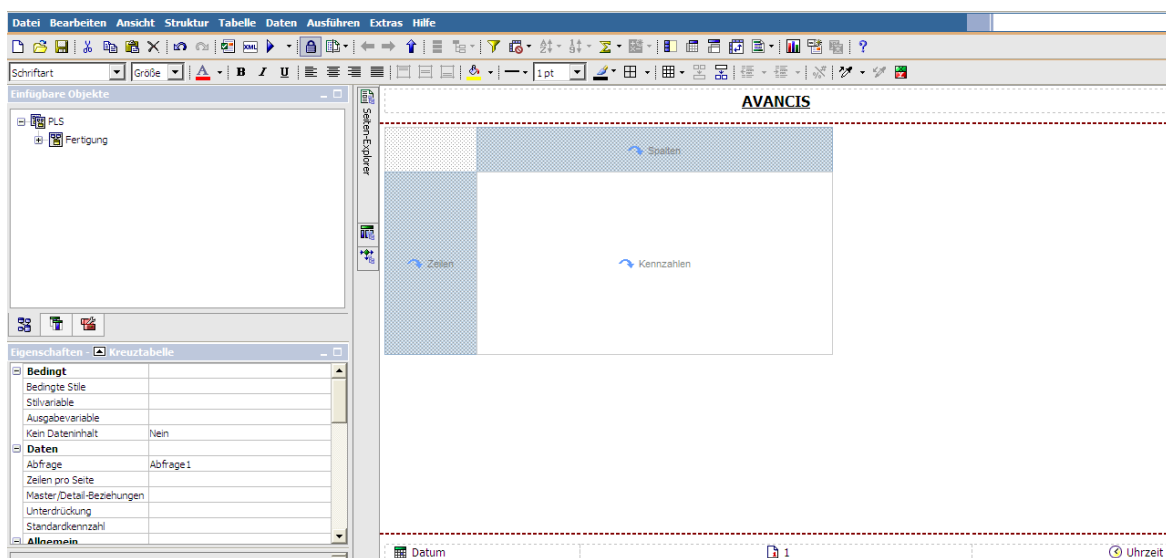 Datei Bearbeiten Ansicht Struktur Tabelle Daten Ausführen Extras Hilfe
Schriftart Größe A B I U 1 pt
Einfügbare Objekte
PLS
Fertigung
Seiten-Explorer
AVANCIS
Spalten
Zeilen
Kennzahlen
Eigenschaften - Kreuztabelle
Bedingt
Bedingte Stile
Stilvariable
Ausgabevariable
Kein Dateninhalt Nein
Daten
Abfrage Abfrage1
Zeilen pro Seite
Master/Detail-Beziehungen
Unterdrückung
Standardkennzahl
Allgemein
Datum 1 Uhrzeit